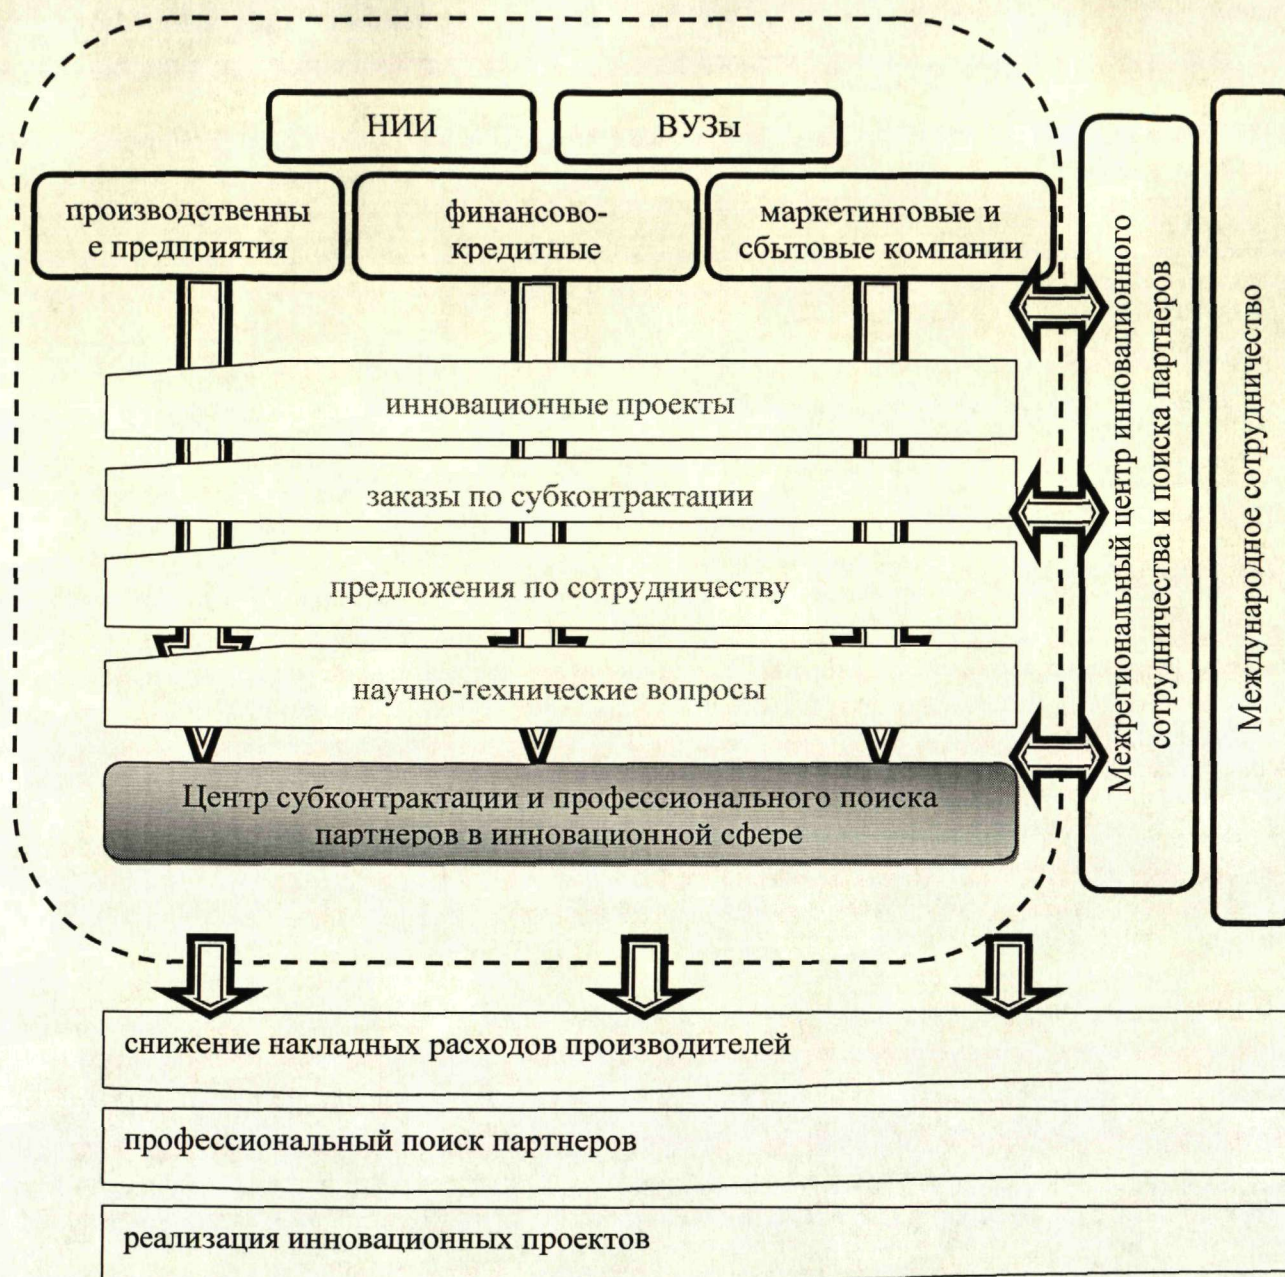 НИИ
ВУЗы
производственны
е предприятия
финансово-
кредитные
маркетинговые и
сбытовые компании
инновационные проекты
заказы по субконтрактации
предложения по сотрудничеству
научно-технические вопросы
Центр субконтрактации и профессионального поиска
партнеров в инновационной сфере
Межрегиональный центр инновационного
сотрудничества и поиска партнеров
Международное сотрудничество
снижение накладных расходов производителей
профессиональный поиск партнеров
реализация инновационных проектов